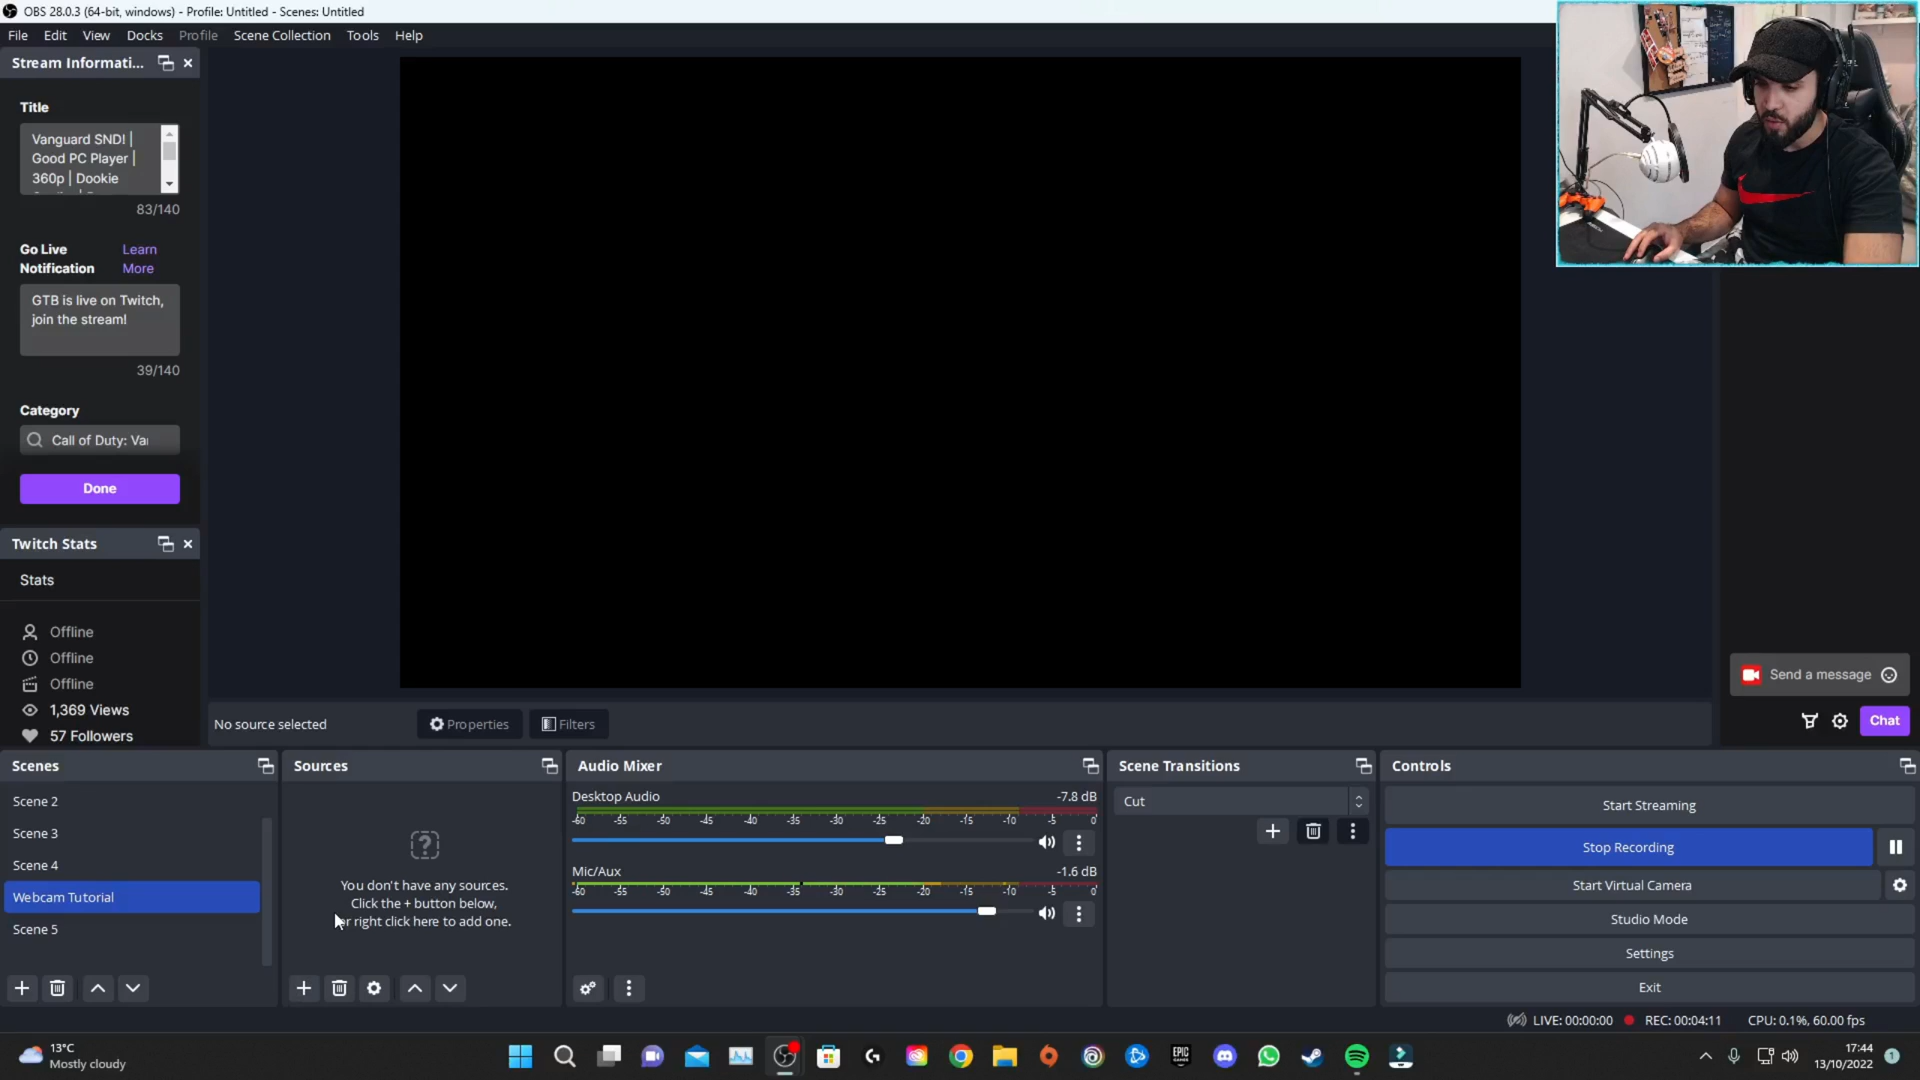 OBS 28.0.3 (64-bit, windows) - Profile: Untitled - Scenes: Untitled
File Edit View Docks Profile Scene Collection Tools Help
Stream Informati...
Title
Vanguard SND! |
Good PC Player |
360p | Dookie
83/140
Go Live
Notification
Learn
More
GTB is live on Twitch,
join the stream!
39/140
Category
Call of Duty: Va
Done
Twitch Stats
Stats
Offline
Offline
Offline
1,369 Views
57 Followers
No source selected
Properties
Filters
Send a message
Chat
Scenes
Scene 2
Scene 3
Scene 4
Webcam Tutorial
Scene 5
Sources
You don't have any sources.
Click the + button below,
or right click here to add one.
Audio Mixer
Desktop Audio -7.8 dB
-60 -55 -50 -45 -40 -35 -30 -25 -20 -15 -10 -5 0
Mic/Aux -1.6 dB
-60 -55 -50 -45 -40 -35 -30 -25 -20 -15 -10 -5 0
Scene Transitions
Cut
Controls
Start Streaming
Stop Recording
Start Virtual Camera
Studio Mode
Settings
Exit
LIVE: 00:00:00 REC: 00:04:11 CPU: 0.1%, 60.00 fps
13°C
Mostly cloudy
EPIC
GAMES
17:44
13/10/2022
1